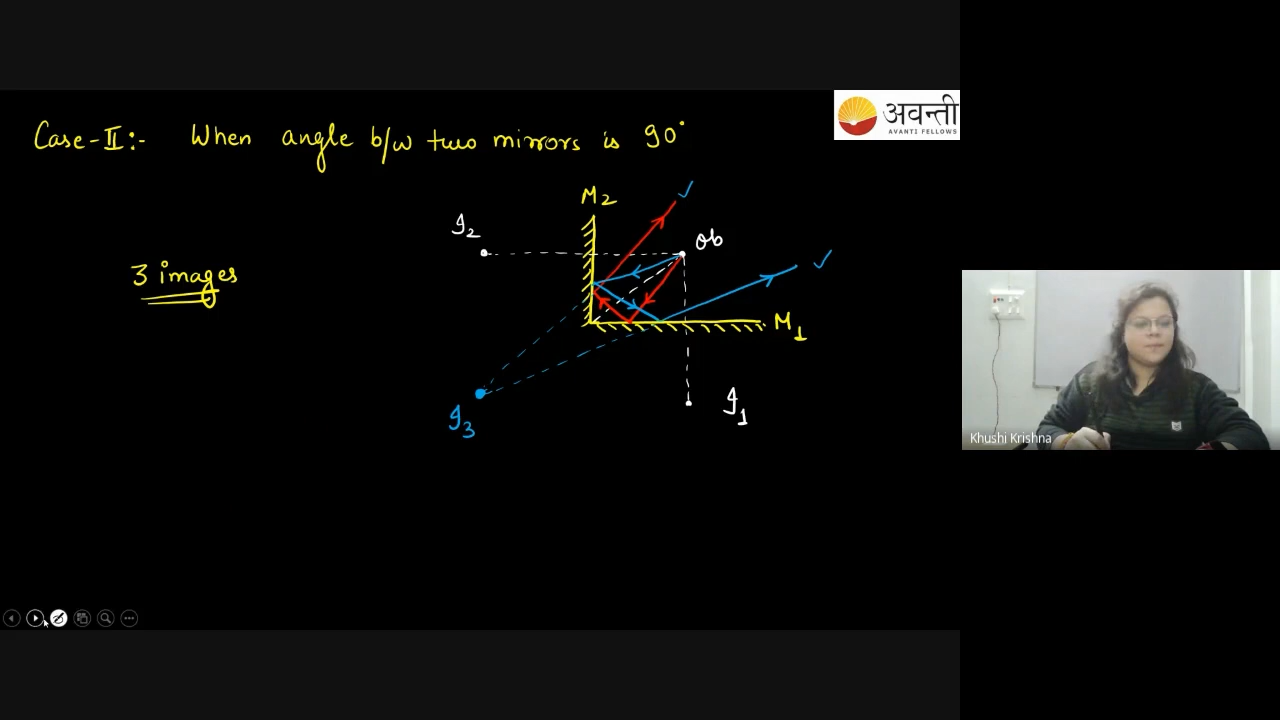 अवन्ती
AVANTI FELLOWS
Case-II:- When angle b/w two mirrors is 90°
M2
I2
Ob
3 images
M1
I1
I3
Khushi Krishna